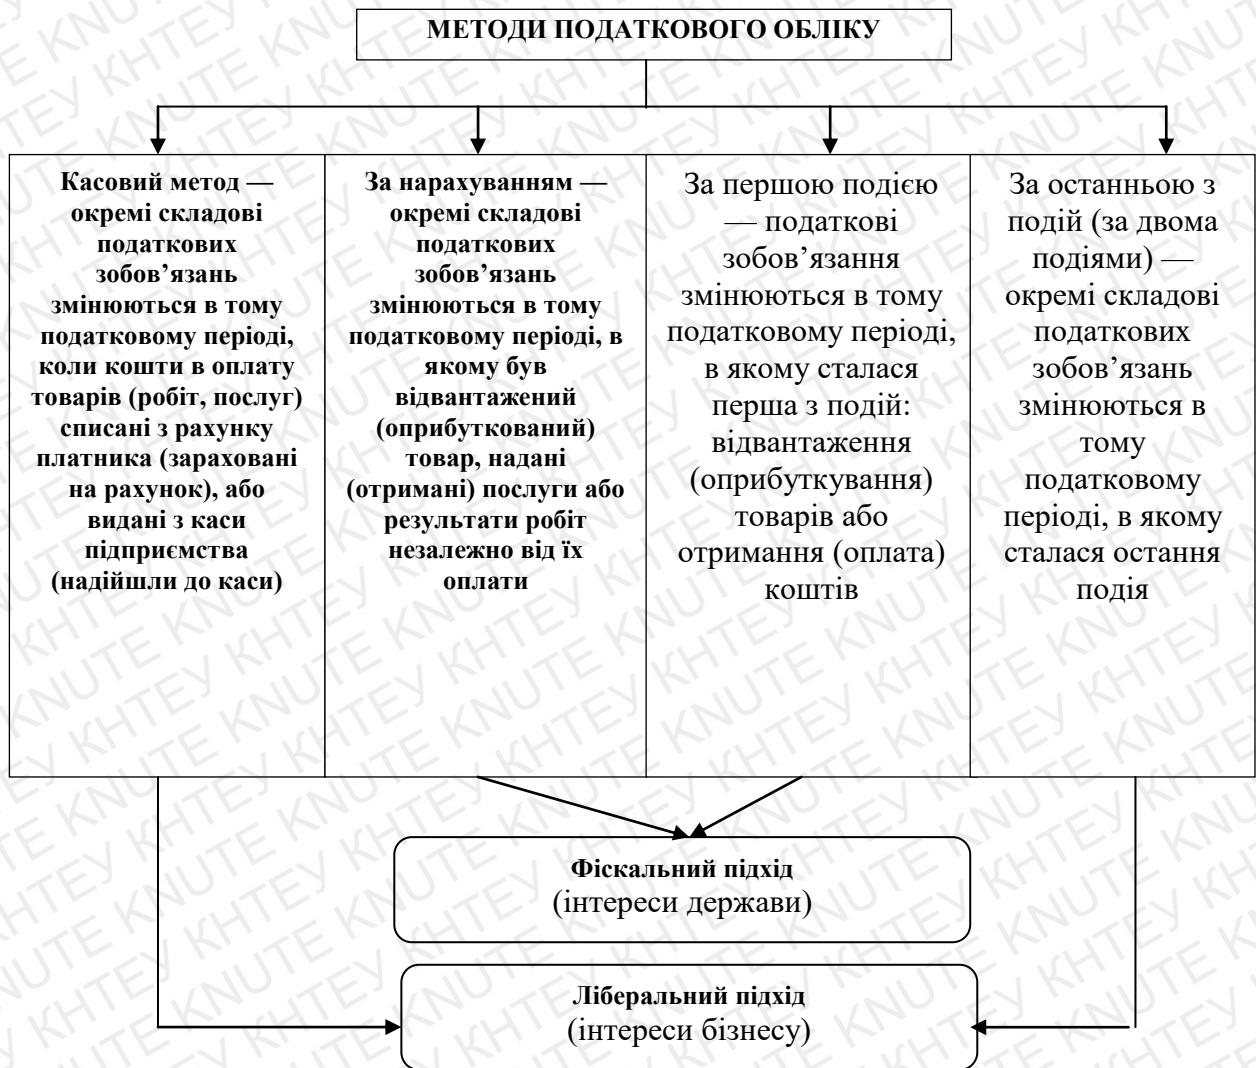 МЕТОДИ ПОДАТКОВОГО ОБЛІКУ
Касовий метод —
окремі складові
податкових
зобов’язань
змінюються в тому
податковому періоді,
коли кошти в оплату
товарів (робіт, послуг)
списані з рахунку
платника (зараховані
на рахунок), або
видані з каси
підприємства
(надійшли до каси)
За нарахуванням —
окремі складові
податкових
зобов’язань
змінюються в тому
податковому періоді, в
якому був
відвантажений
(оприбуткований)
товар, надані
(отримані) послуги або
результати робіт
незалежно від їх
оплати
За першою подією
— податкові
зобов’язання
змінюються в тому
податковому періоді,
в якому сталася
перша з подій:
відвантаження
(оприбуткування)
товарів або
отримання (оплата)
коштів
За останньою з
подій (за двома
подіями) —
окремі складові
податкових
зобов’язань
змінюються в
тому
податковому
періоді, в якому
сталася остання
подія
Фіскальний підхід
(інтереси держави)
Ліберальний підхід
(інтереси бізнесу)